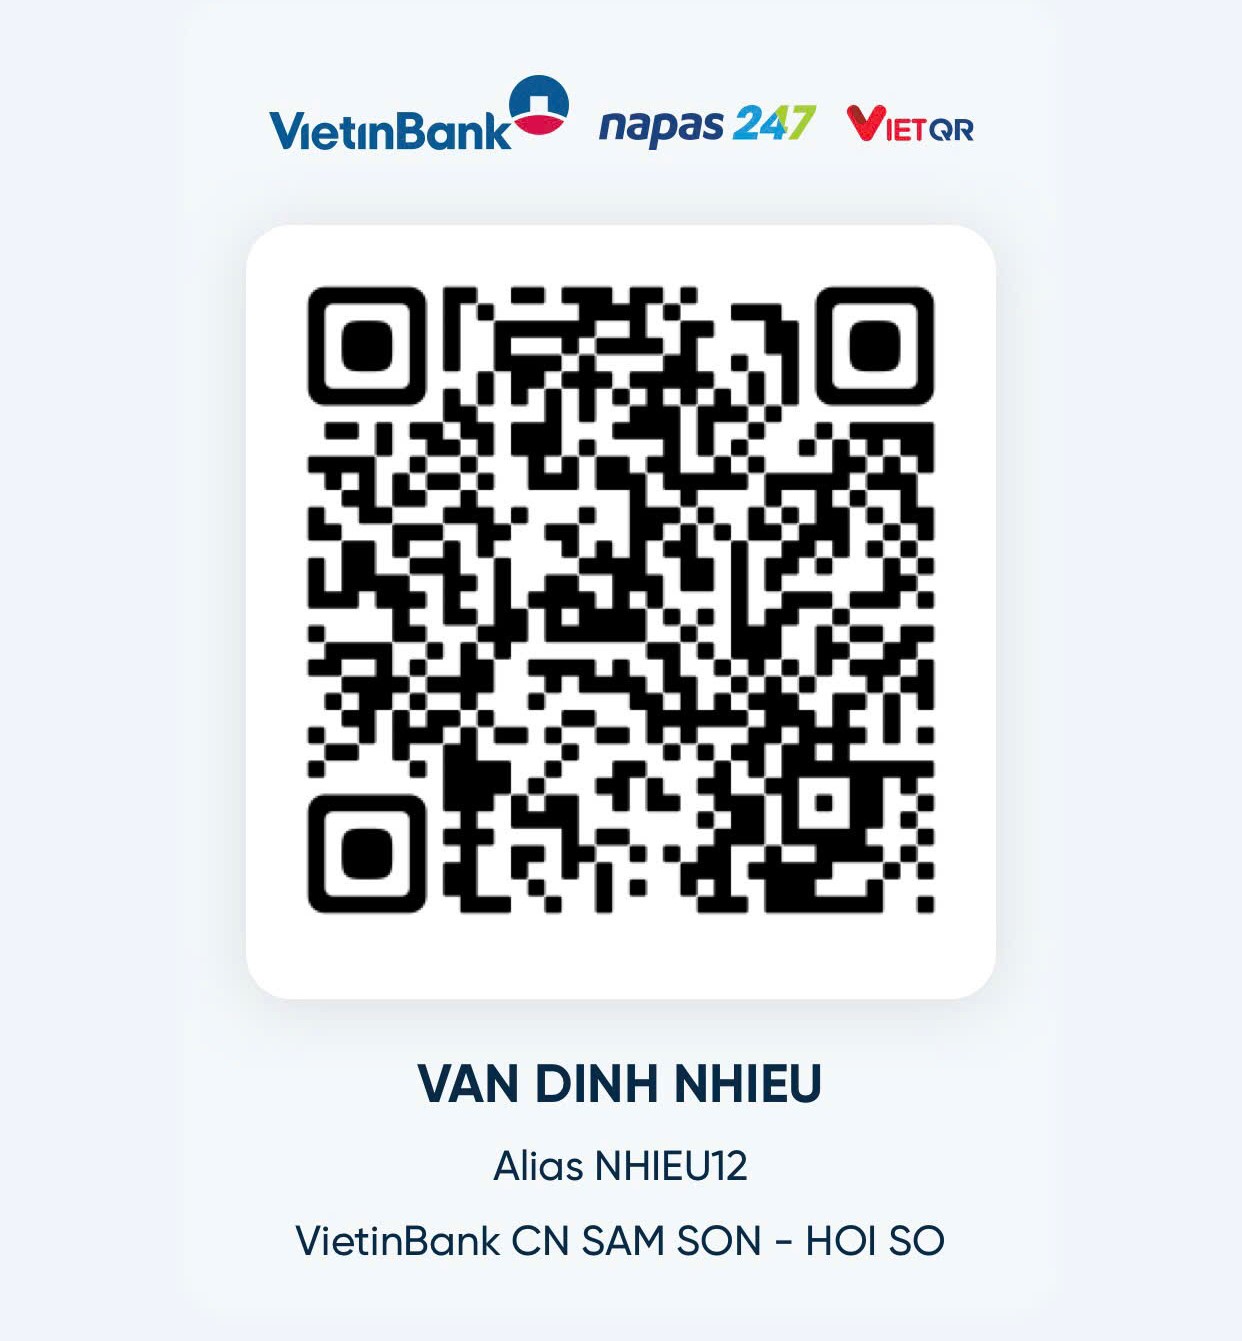 VietinBank napas 247 VIETQR
VAN DINH NHIEU
Alias NHIEU12
VietinBank CN SAM SON - HOI SO